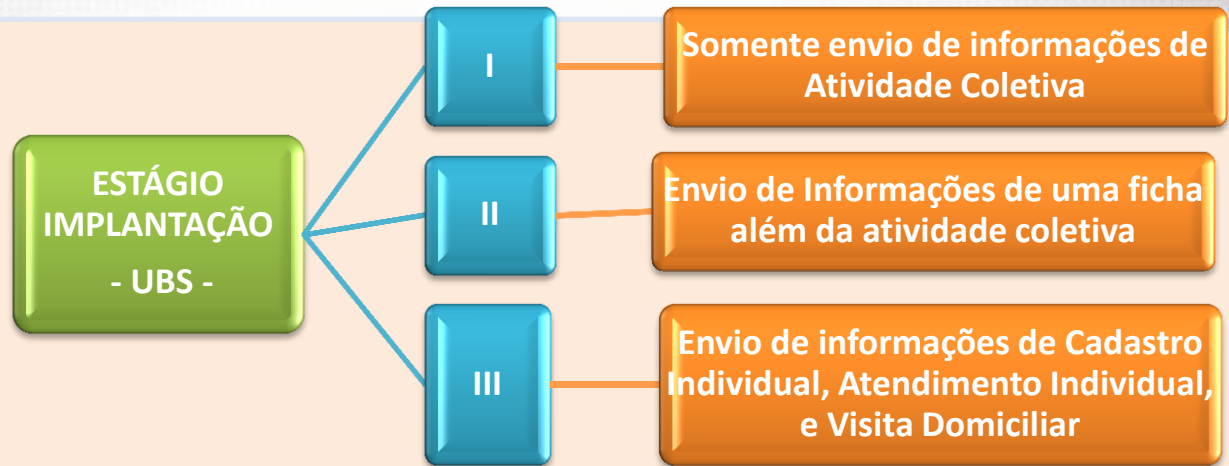 ESTÁGIO
IMPLANTAÇÃO
- UBS -
I
Somente envio de informações de
Atividade Coletiva
II
Envio de Informações de uma ficha
além da atividade coletiva
III
Envio de informações de Cadastro
Individual, Atendimento Individual,
e Visita Domiciliar